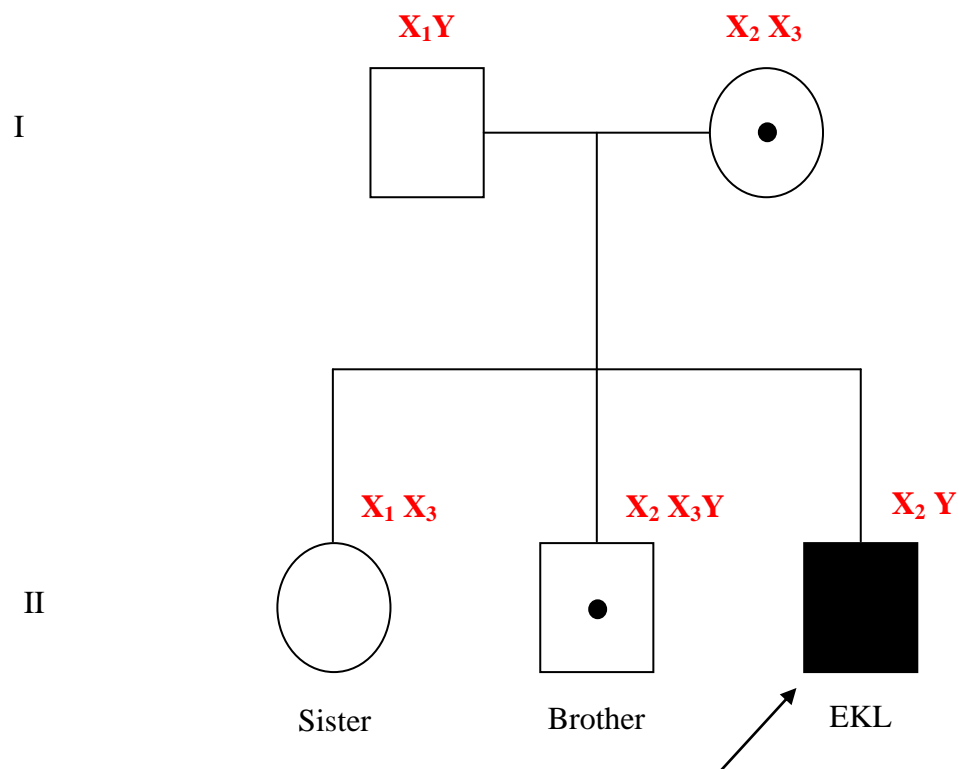 X₁Y X₂ X₃
I
X₁ X₃ X₂ X₃Y X₂ Y
II
Sister Brother EKL